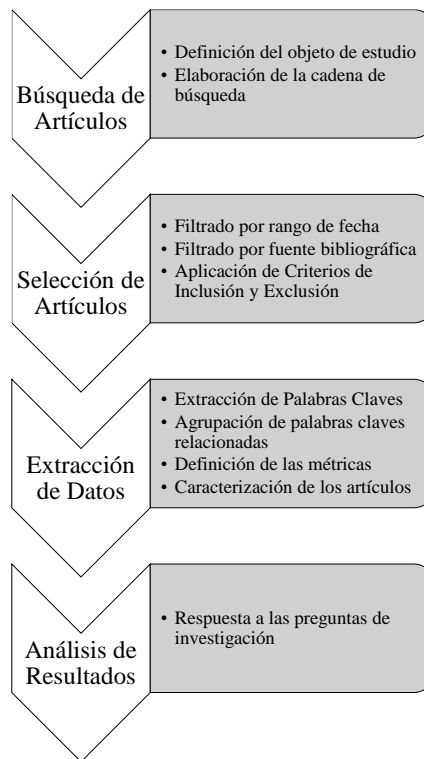 Búsqueda de
Artículos
• Definición del objeto de estudio
• Elaboración de la cadena de
búsqueda
Selección de
Artículos
• Filtrado por rango de fecha
• Filtrado por fuente bibliográfica
• Aplicación de Criterios de
Inclusión y Exclusión
Extracción
de Datos
• Extracción de Palabras Claves
• Agrupación de palabras claves
relacionadas
• Definición de las métricas
• Caracterización de los artículos
Análisis de
Resultados
• Respuesta a las preguntas de
investigación